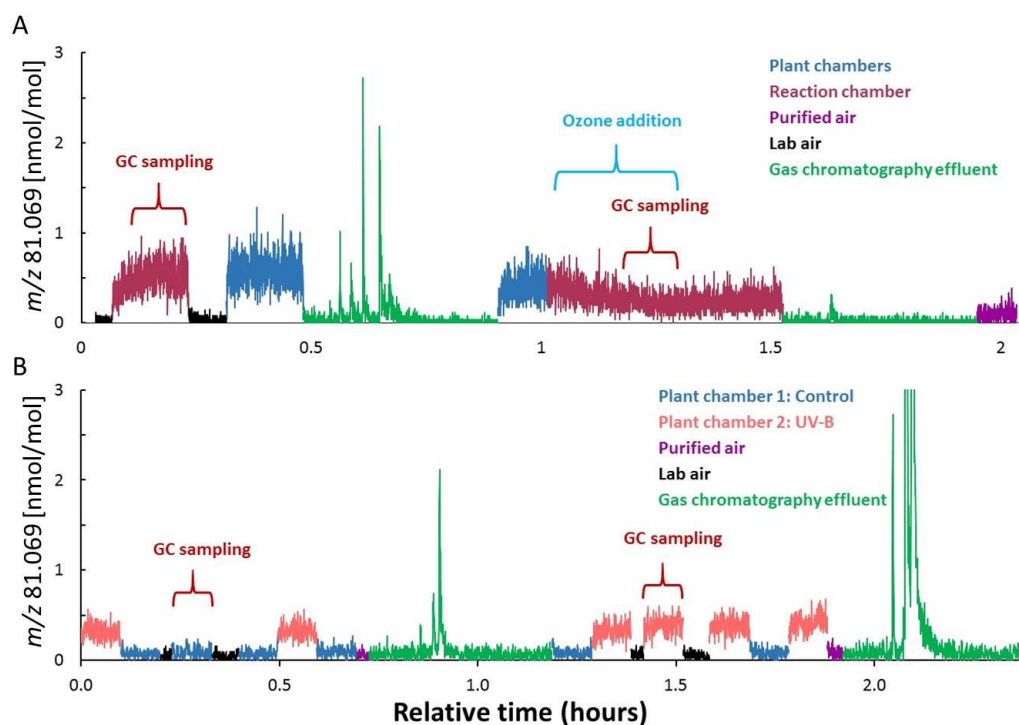 A
m/z 81.069 [nmol/mol]
3
2
1
0
GC sampling
Ozone addition
GC sampling
Plant chambers
Reaction chamber
Purified air
Lab air
Gas chromatography effluent
0
0.5
1
1.5
2
B
m/z 81.069 [nmol/mol]
3
2
1
0
GC sampling
GC sampling
Plant chamber 1: Control
Plant chamber 2: UV-B
Purified air
Lab air
Gas chromatography effluent
0.0
0.5
1.0
1.5
2.0
Relative time (hours)